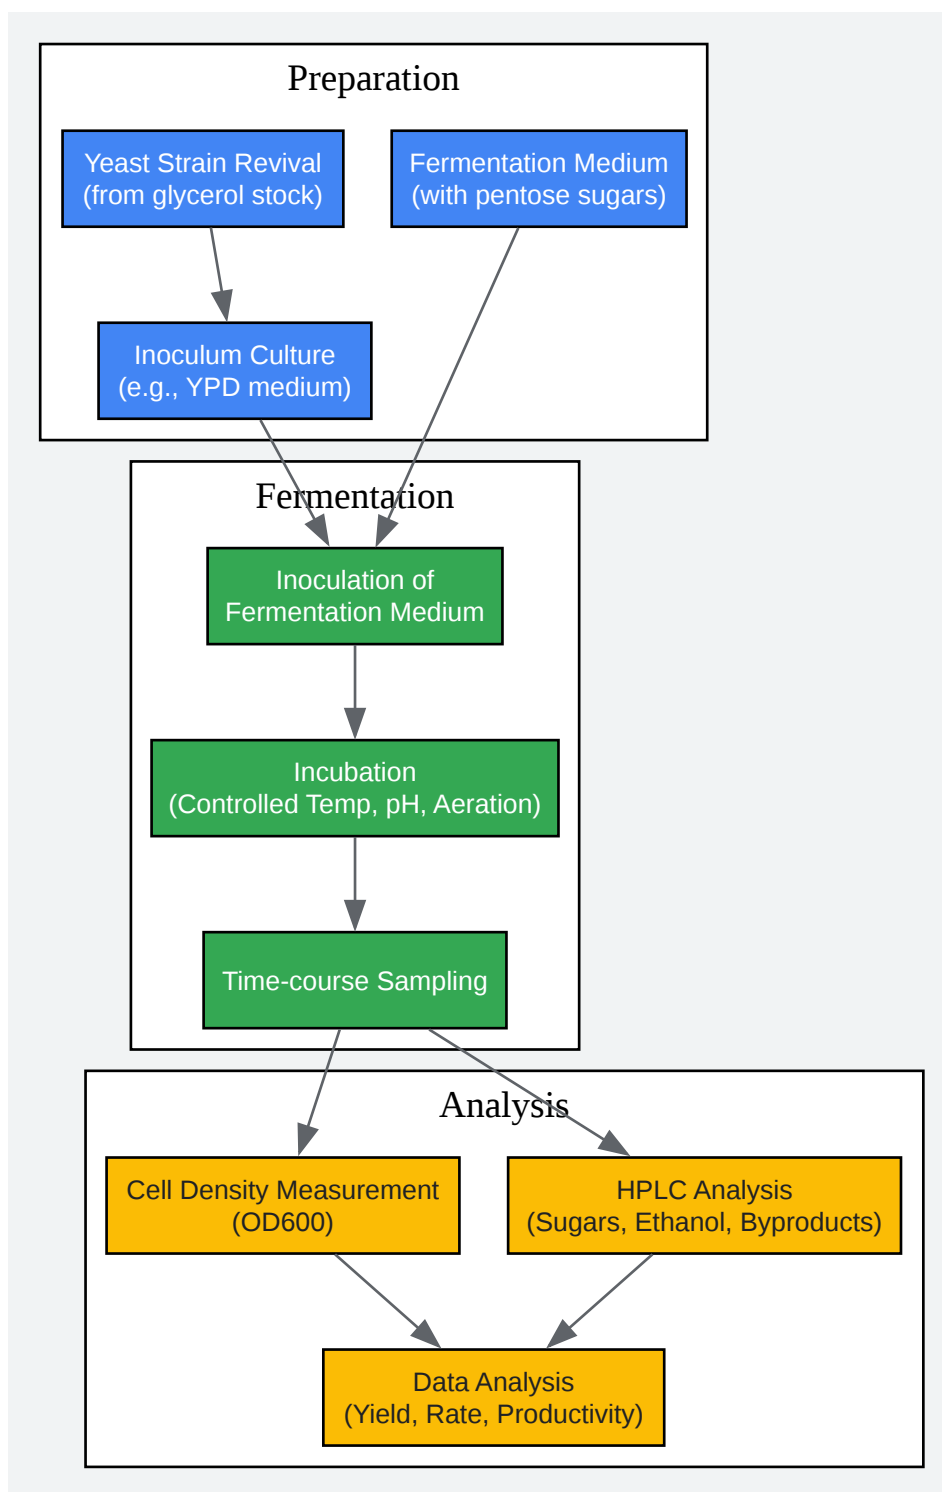 Preparation
Yeast Strain Revival
(from glycerol stock)
Fermentation Medium
(with pentose sugars)
Inoculum Culture
(e.g., YPD medium)
Fermentation
Inoculation of
Fermentation Medium
Incubation
(Controlled Temp, pH, Aeration)
Time-course Sampling
Analysis
Cell Density Measurement
(OD600)
HPLC Analysis
(Sugars, Ethanol, Byproducts)
Data Analysis
(Yield, Rate, Productivity)